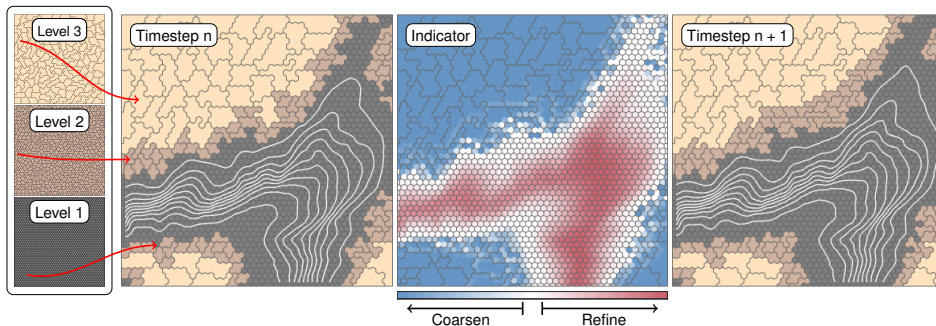 Level 3
Level 2
Level 1
Timestep n
Indicator
Timestep n + 1
Coarsen
Refine